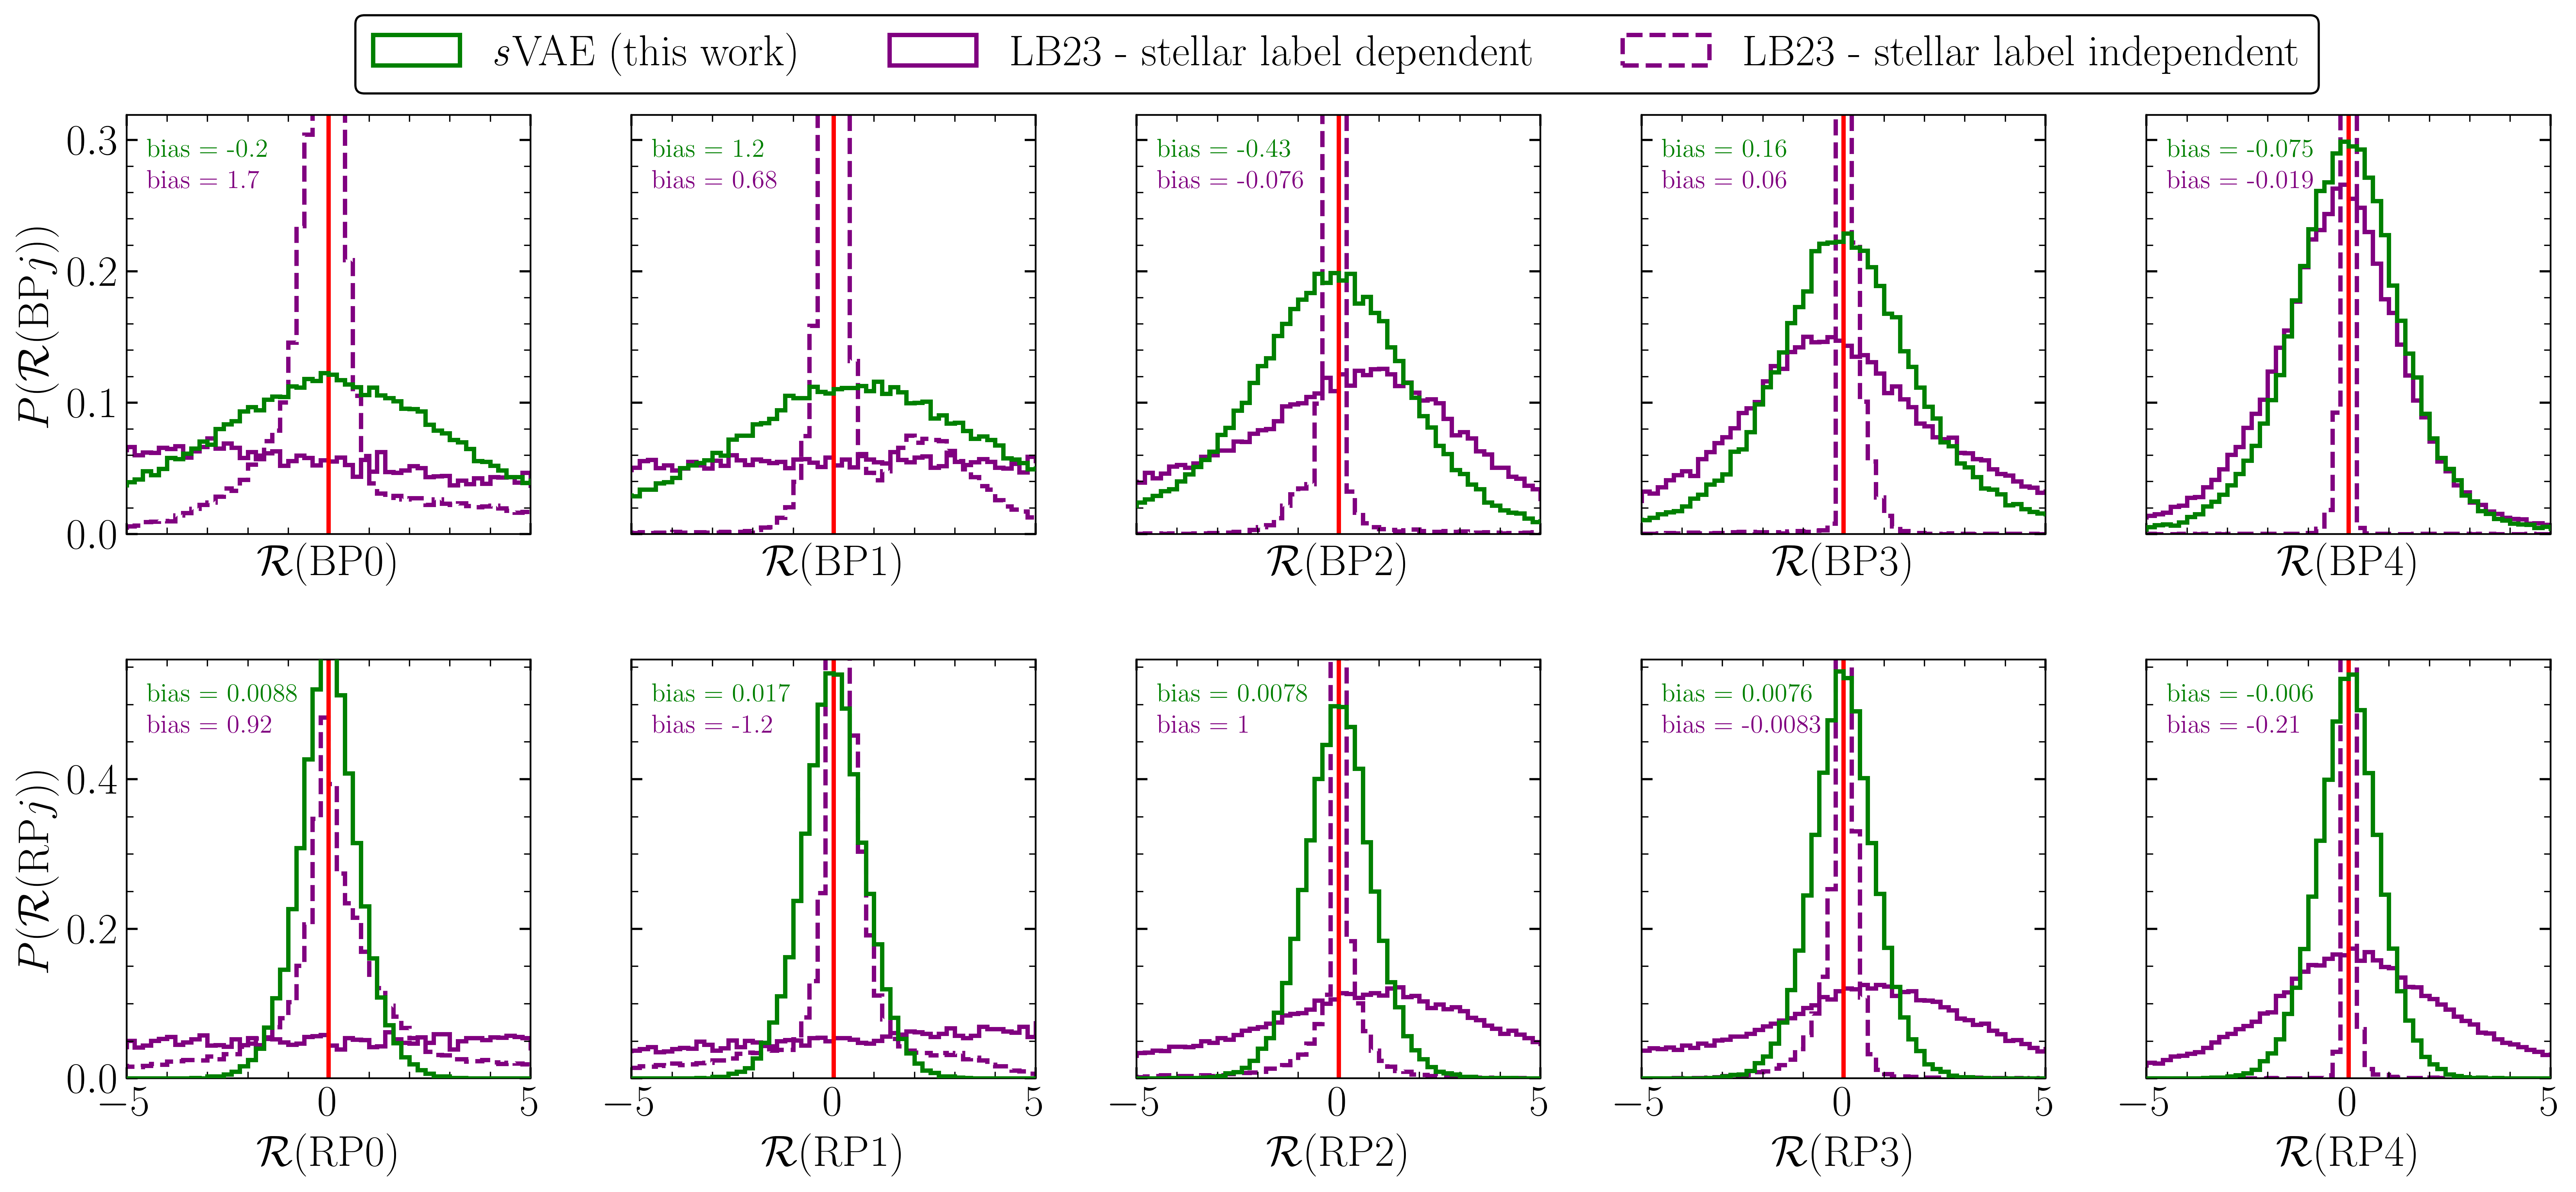 sVAE (this work) LB23 - stellar label dependent LB23 - stellar label independent
bias = -0.2 bias = 1.2 bias = -0.43 bias = 0.16 bias = -0.075
bias = 1.7 bias = 0.68 bias = -0.076 bias = 0.06 bias = -0.019
P(ℛ(BPj))
0.3
0.2
0.1
0.0
ℛ(BP0) ℛ(BP1) ℛ(BP2) ℛ(BP3) ℛ(BP4)
bias = 0.0088 bias = 0.017 bias = 0.0078 bias = 0.0076 bias = -0.006
bias = 0.92 bias = -1.2 bias = 1 bias = -0.0083 bias = -0.21
P(ℛ(RPj))
0.4
0.2
0.0
−5 0 5 −5 0 5 −5 0 5 −5 0 5 −5 0 5
ℛ(RP0) ℛ(RP1) ℛ(RP2) ℛ(RP3) ℛ(RP4)